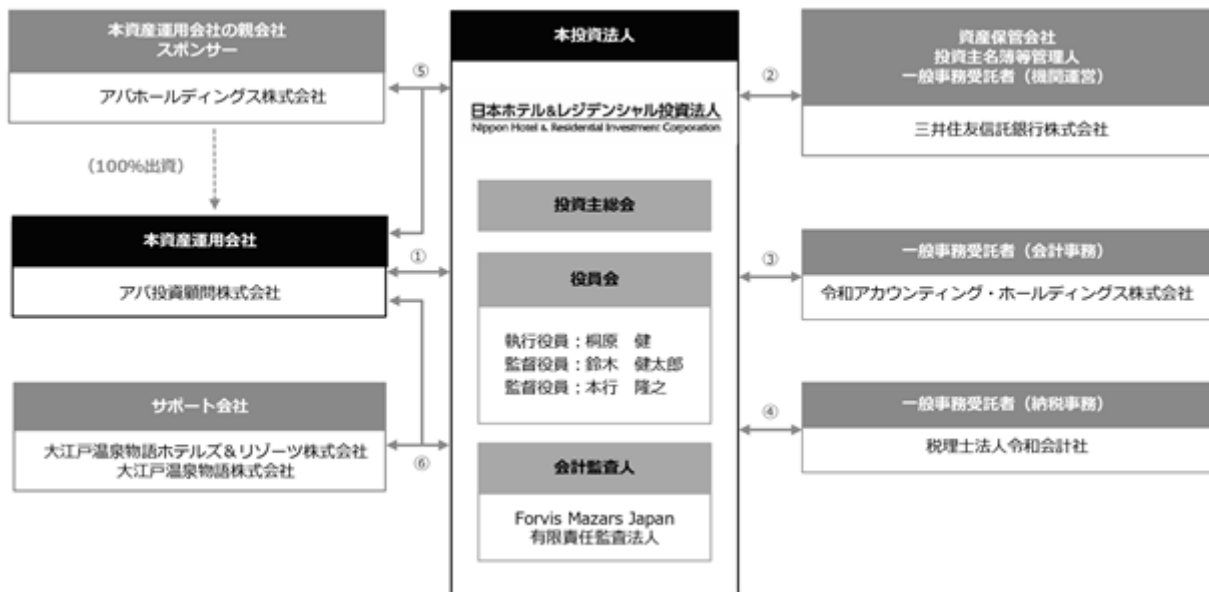 本資産運用会社の親会社
スポンサー
アパホールディングス株式会社
（100%出資）
本資産運用会社
アパ投資顧問株式会社
サポート会社
大江戸温泉物語ホテルズ＆リゾーツ株式会社
大江戸温泉物語株式会社
⑤
①
⑥
本投資法人
日本ホテル&レジデンシャル投資法人
Nippon Hotel & Residential Investment Corporation
投資主総会
役員会
執行役員：桐原　健
監督役員：鈴木　健太郎
監督役員：本行　隆之
会計監査人
Forvis Mazars Japan
有限責任監査法人
②
③
④
資産保管会社
投資主名簿等管理人
一般事務受託者（機関運営）
三井住友信託銀行株式会社
一般事務受託者（会計事務）
令和アカウンティング・ホールディングス株式会社
一般事務受託者（納税事務）
税理士法人令和会計社